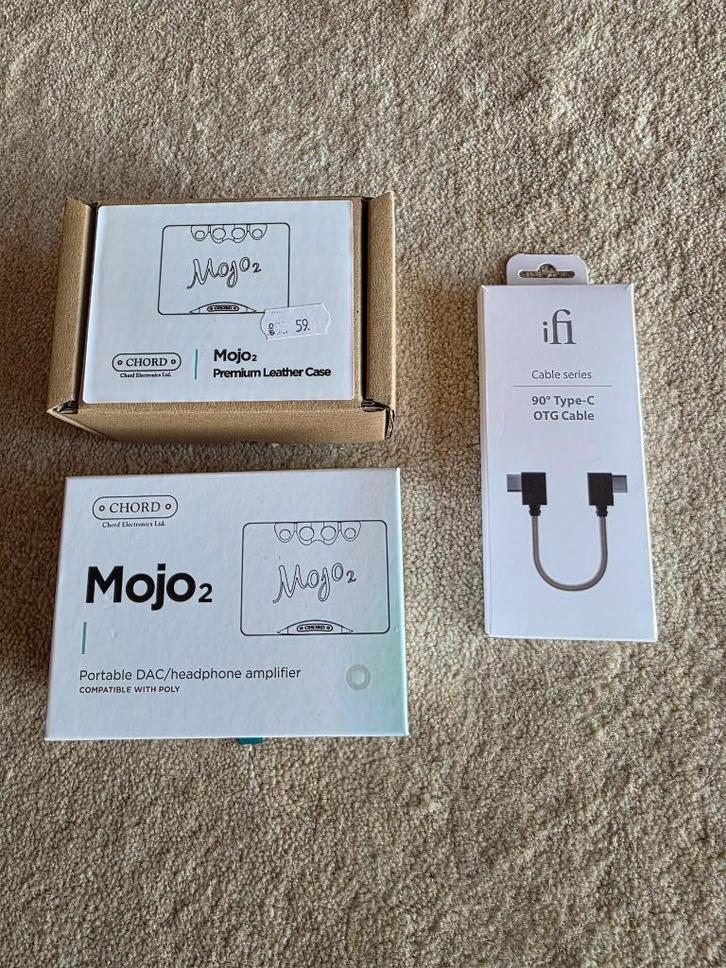 Mojo2
CHORD
59.
CHORD
Chord Electronics Ltd.
Mojo2
Premium Leather Case
CHORD
Chord Electronics Ltd.
Mojo2
Mojo2
CHORD
Portable DAC/headphone amplifier
COMPATIBLE WITH POLY
ifi
Cable series
90° Type-C
OTG Cable